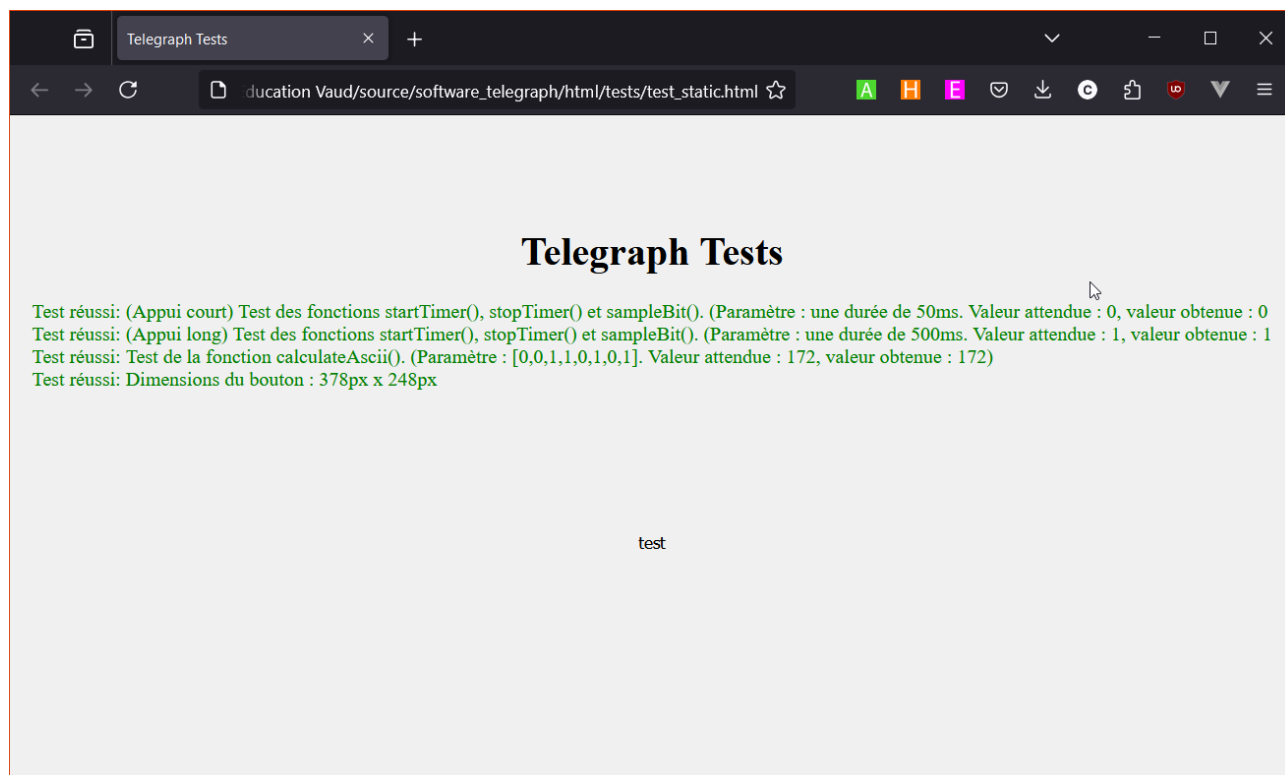 Telegraph Tests
:ducation Vaud/source/software_telegraph/html/tests/test_static.html
A H E C
Telegraph Tests
Test réussi: (Appui court) Test des fonctions startTimer(), stopTimer() et sampleBit(). (Paramètre : une durée de 50ms. Valeur attendue : 0, valeur obtenue : 0
Test réussi: (Appui long) Test des fonctions startTimer(), stopTimer() et sampleBit(). (Paramètre : une durée de 500ms. Valeur attendue : 1, valeur obtenue : 1
Test réussi: Test de la fonction calculateAscii(). (Paramètre : [0,0,1,1,0,1,0,1]. Valeur attendue : 172, valeur obtenue : 172)
Test réussi: Dimensions du bouton : 378px x 248px
test